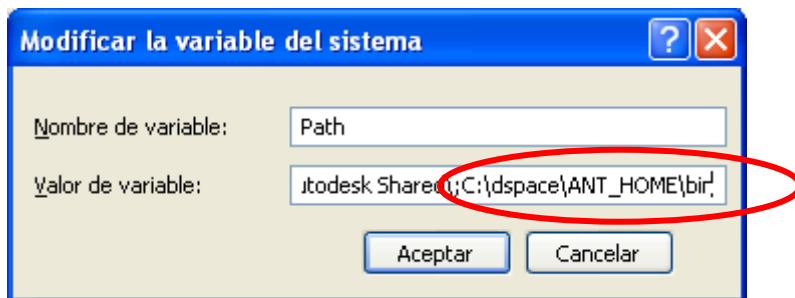 Modificar la variable del sistema
Nombre de variable: Path
Valor de variable: utodesk Shared\;C:\dspace\ANT_HOME\bin
Aceptar Cancelar